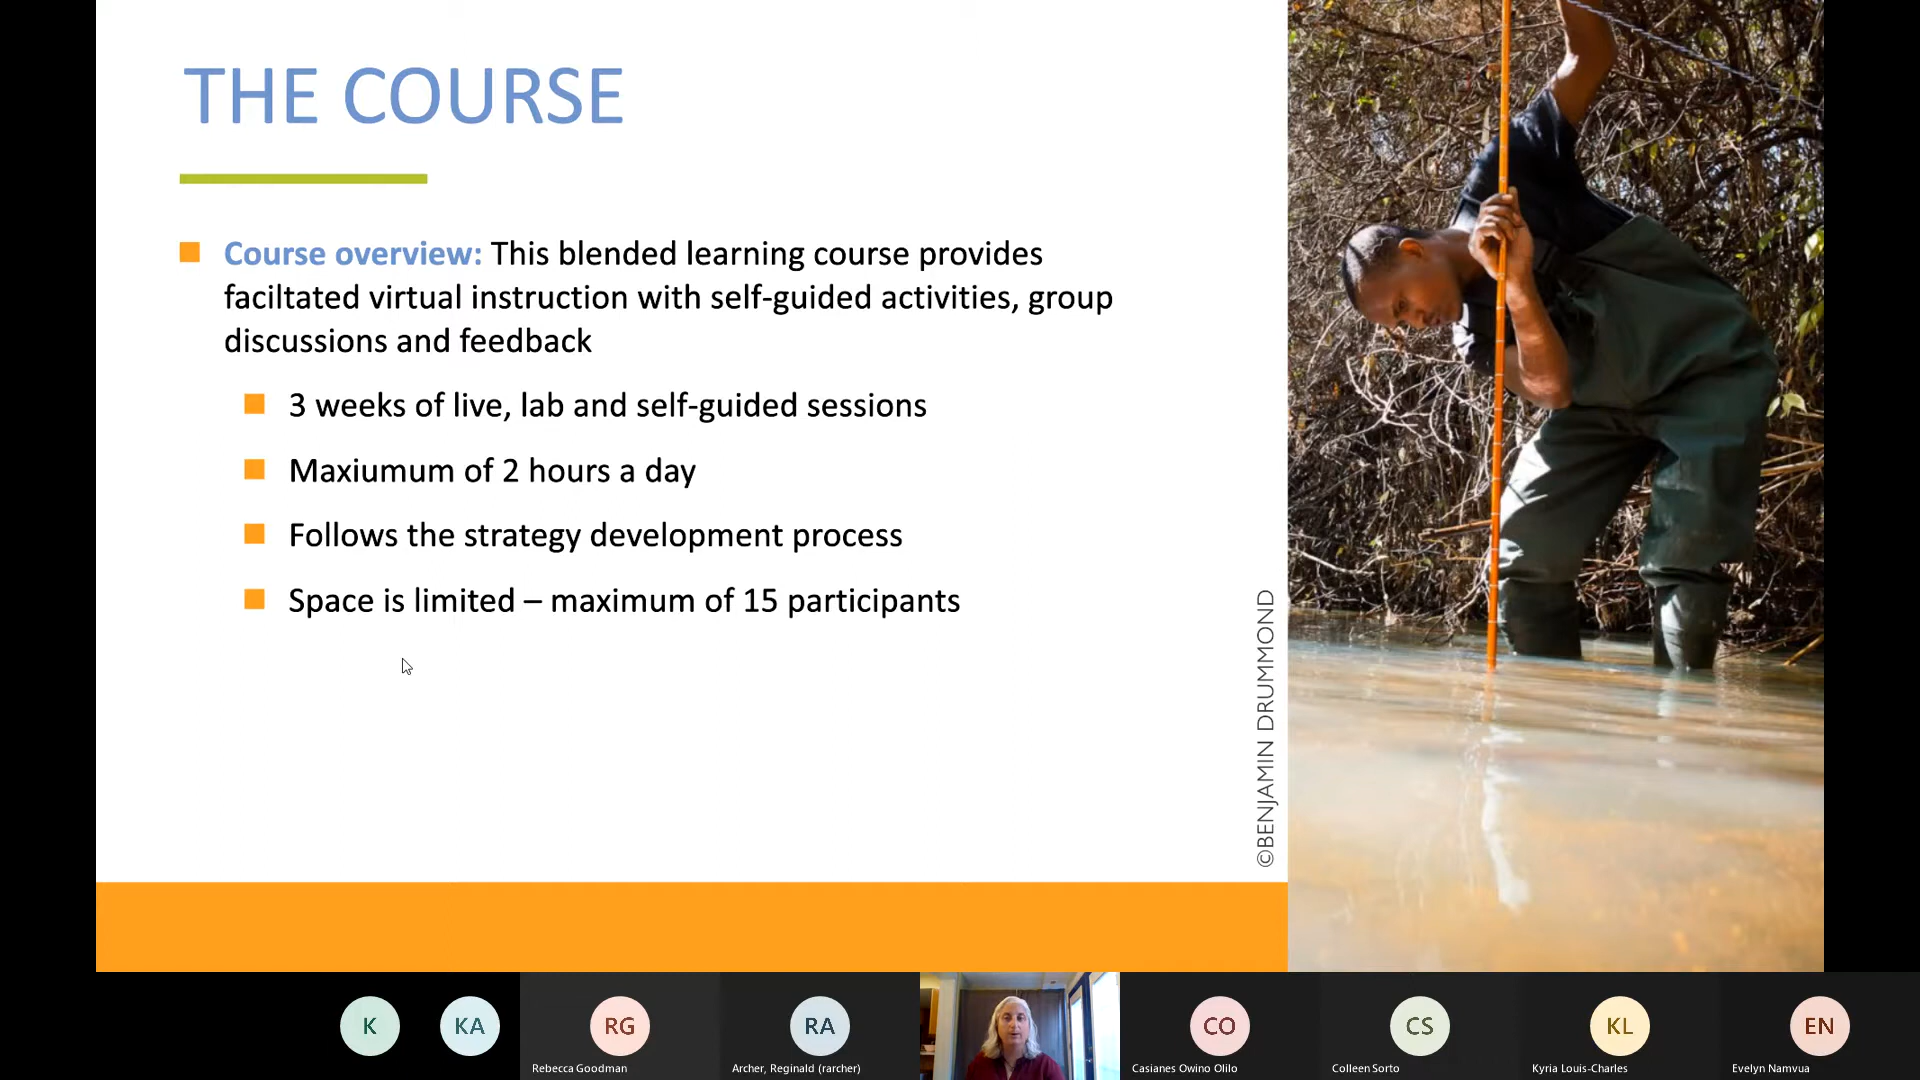 THE COURSE
Course overview: This blended learning course provides
faciltated virtual instruction with self-guided activities, group
discussions and feedback
3 weeks of live, lab and self-guided sessions
Maxiumum of 2 hours a day
Follows the strategy development process
Space is limited – maximum of 15 participants
©BENJAMIN DRUMMOND
K
KA
RG
RA
CO
CS
KL
EN
Rebecca Goodman
Archer, Reginald (rarcher)
Casianes Owino Olilo
Colleen Sorto
Kyria Louis-Charles
Evelyn Namvua